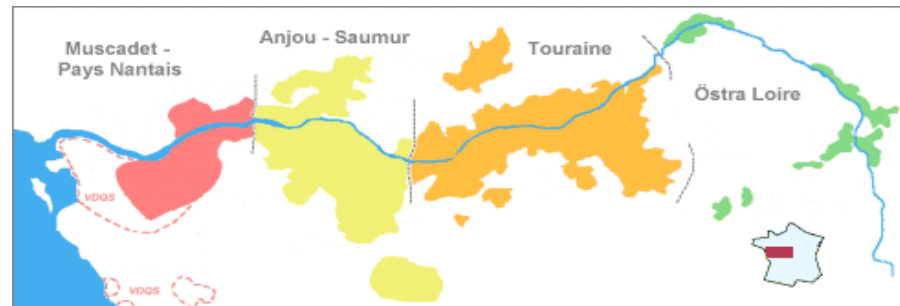 Muscadet -
Pays Nantais
Anjou - Saumur
Touraine
Östra Loire
VDQS
VDQS